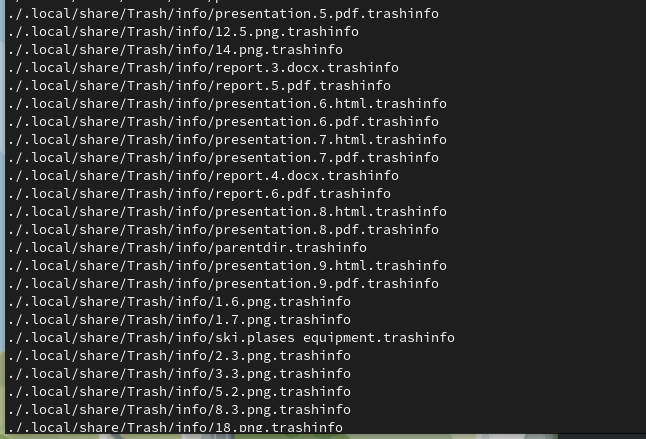 ./.local/share/Trash/info/presentation.5.pdf.trashinfo
./.local/share/Trash/info/12.5.png.trashinfo
./.local/share/Trash/info/14.png.trashinfo
./.local/share/Trash/info/report.3.docx.trashinfo
./.local/share/Trash/info/report.5.pdf.trashinfo
./.local/share/Trash/info/presentation.6.html.trashinfo
./.local/share/Trash/info/presentation.6.pdf.trashinfo
./.local/share/Trash/info/presentation.7.html.trashinfo
./.local/share/Trash/info/presentation.7.pdf.trashinfo
./.local/share/Trash/info/report.4.docx.trashinfo
./.local/share/Trash/info/report.6.pdf.trashinfo
./.local/share/Trash/info/presentation.8.html.trashinfo
./.local/share/Trash/info/presentation.8.pdf.trashinfo
./.local/share/Trash/info/parentdir.trashinfo
./.local/share/Trash/info/presentation.9.html.trashinfo
./.local/share/Trash/info/presentation.9.pdf.trashinfo
./.local/share/Trash/info/1.6.png.trashinfo
./.local/share/Trash/info/1.7.png.trashinfo
./.local/share/Trash/info/ski.plases equipment.trashinfo
./.local/share/Trash/info/2.3.png.trashinfo
./.local/share/Trash/info/3.3.png.trashinfo
./.local/share/Trash/info/5.2.png.trashinfo
./.local/share/Trash/info/8.3.png.trashinfo
./.local/share/Trash/info/18.png.trashinfo